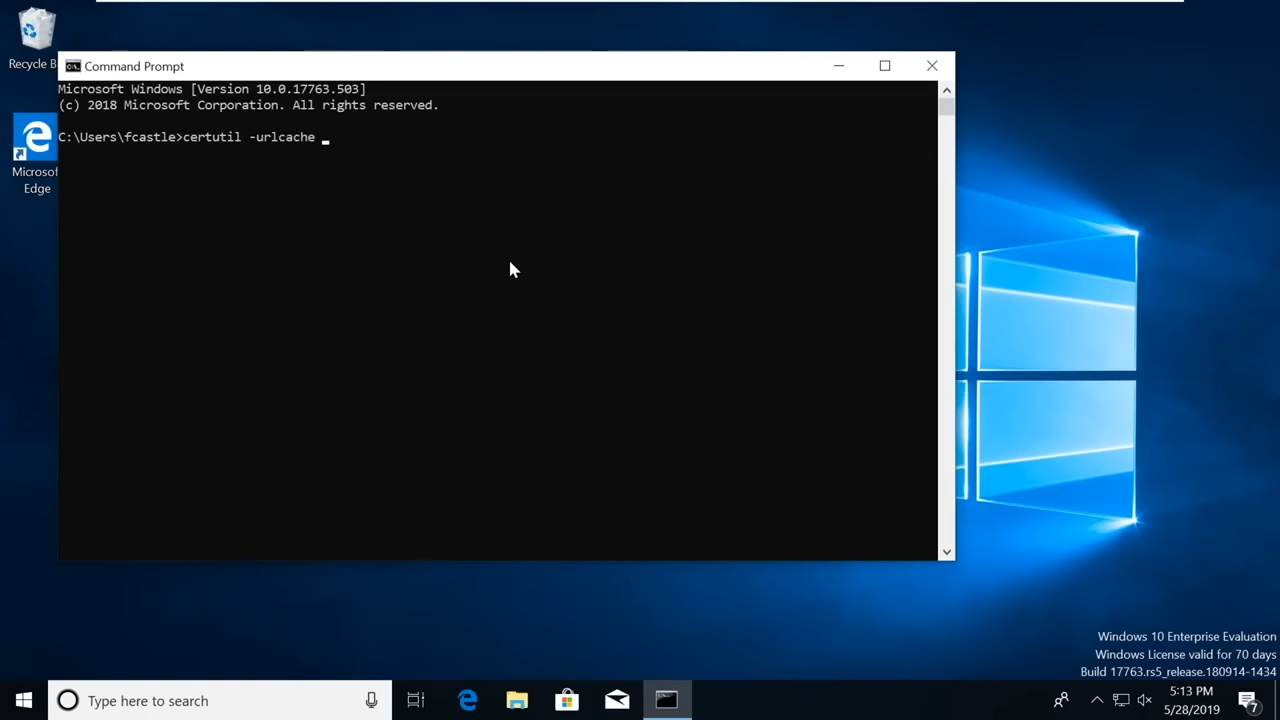 Recycle B
Command Prompt
Microsoft Windows [Version 10.0.17763.503]
(c) 2018 Microsoft Corporation. All rights reserved.
C:\Users\fcastle>certutil -urlcache
Microsof
Edge
Windows 10 Enterprise Evaluation
Windows License valid for 70 days
Build 17763.rs5_release.180914-1434
Type here to search
5:13 PM
5/28/2019
7